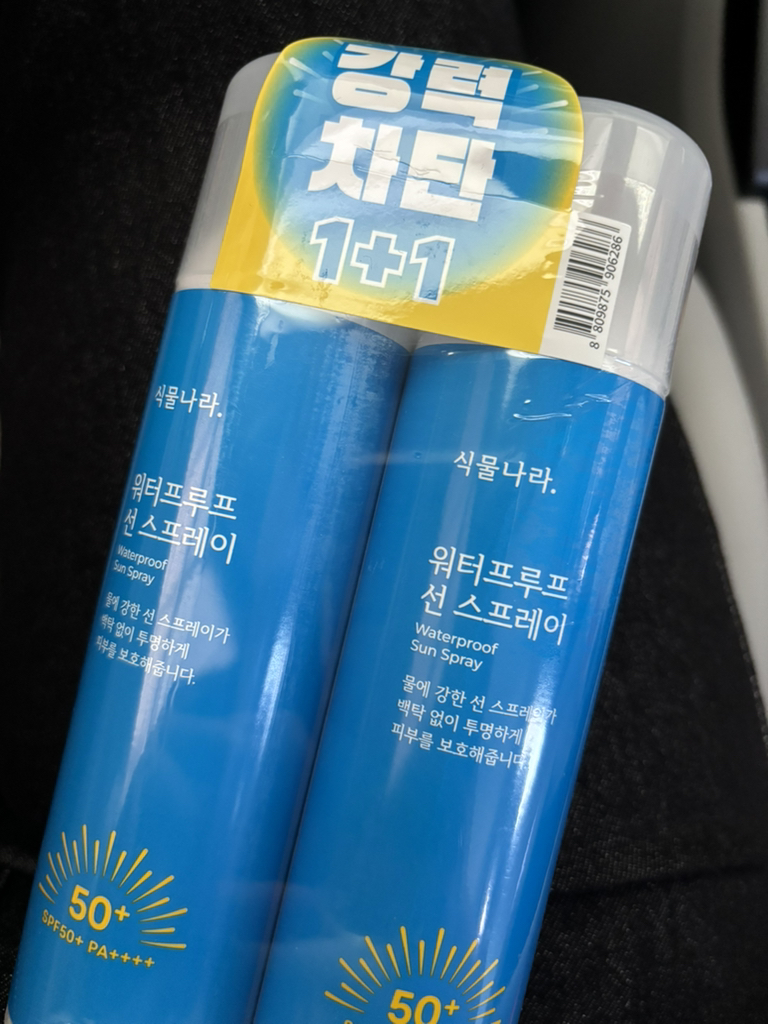 강력
차단
1+1
8 809875 906286
식물나라.
워터프루프
선 스프레이
Waterproof
Sun Spray
물에 강한 선 스프레이가
백탁 없이 투명하게
피부를 보호해줍니다.
50+
SPF50+ PA++++
식물나라.
워터프루프
선 스프레이
Waterproof
Sun Spray
물에 강한 선 스프레이가
백탁 없이 투명하게
피부를 보호해줍니다.
50+